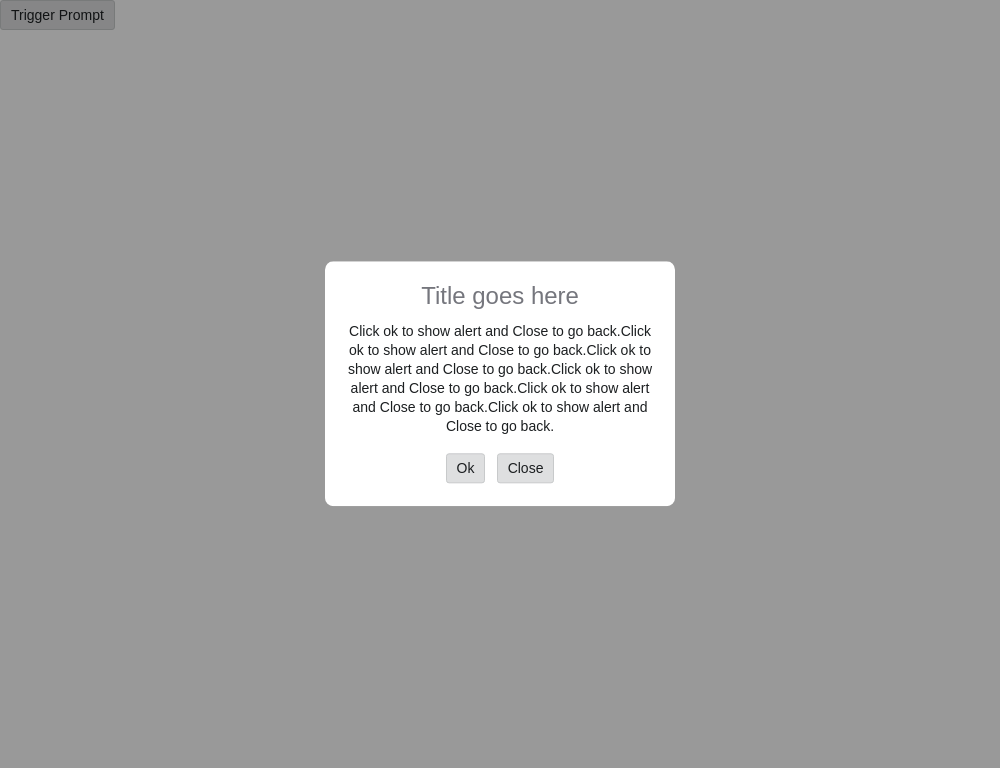 Trigger Prompt
Title goes here
Click ok to show alert and Close to go back.Click
ok to show alert and Close to go back.Click ok to
show alert and Close to go back.Click ok to show
alert and Close to go back.Click ok to show alert
and Close to go back.Click ok to show alert and
Close to go back.
Ok Close